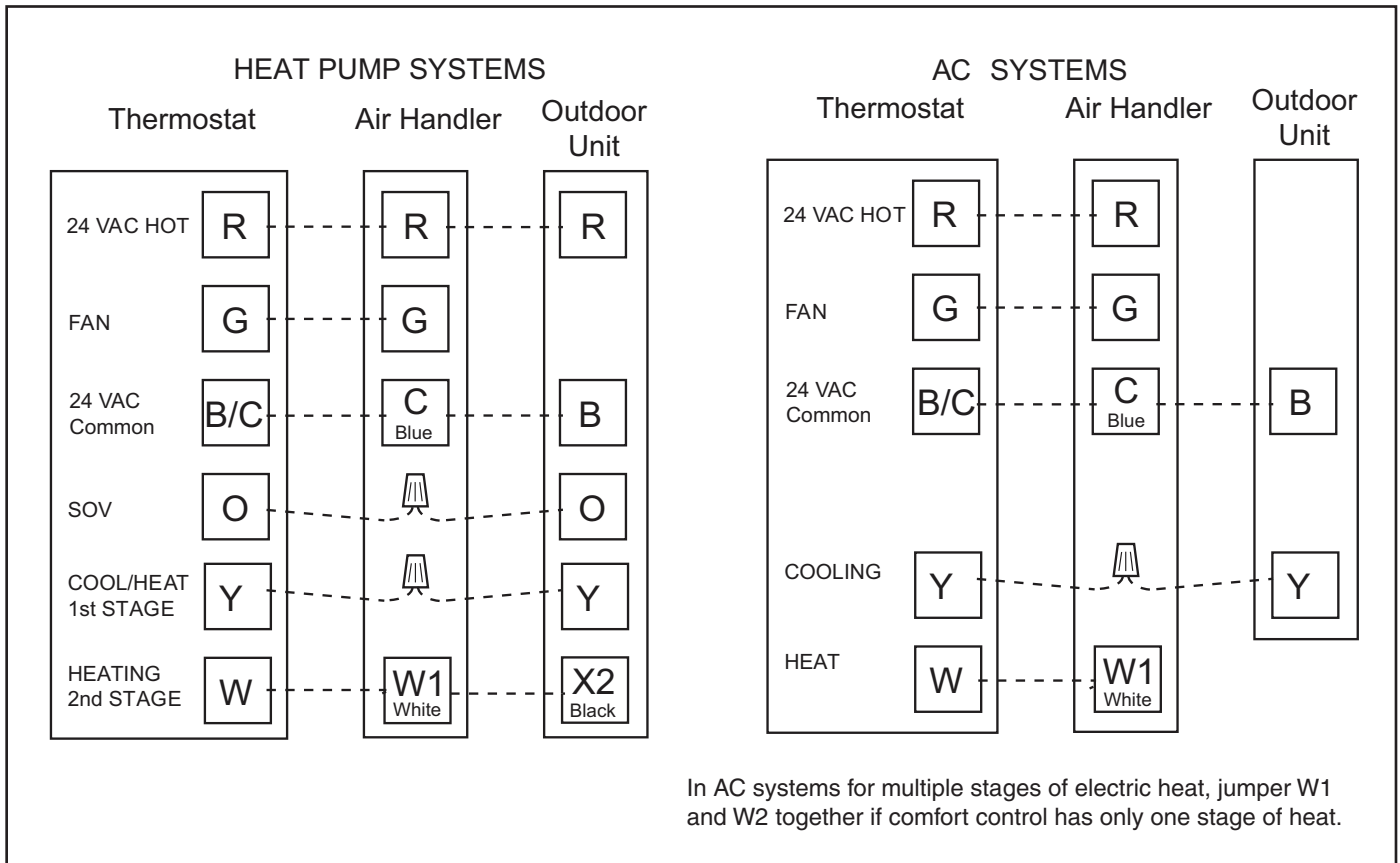 HEAT PUMP SYSTEMS
Thermostat
Air Handler
Outdoor
Unit
24 VAC HOT R R R
FAN G G
24 VAC
Common
B/C C B
Blue
SOV O O
COOL/HEAT
1st STAGE
Y Y
HEATING
2nd STAGE
W W1 X2
White Black
AC SYSTEMS
Thermostat
Air Handler
Outdoor
Unit
24 VAC HOT R R
FAN G G
24 VAC
Common
B/C C B
Blue
COOLING Y Y
HEAT W W1
White
In AC systems for multiple stages of electric heat, jumper W1
and W2 together if comfort control has only one stage of heat.